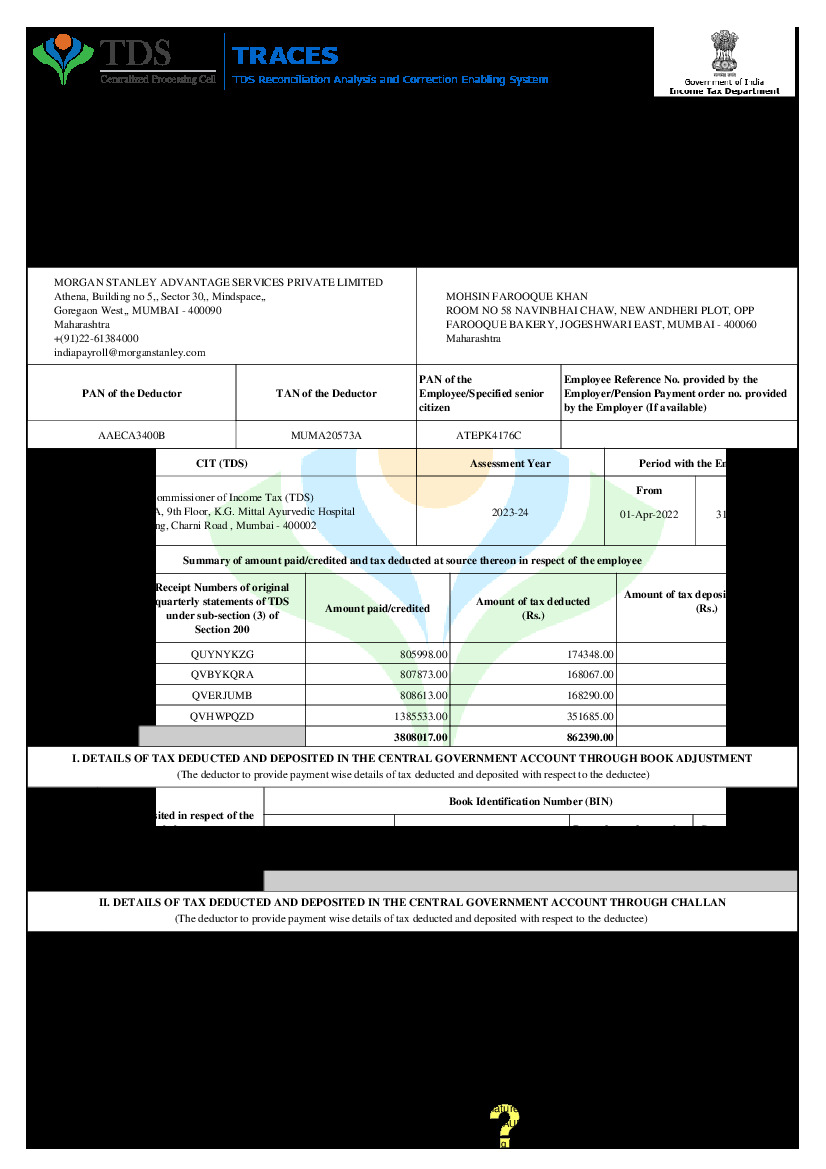 TDS
Centralized Processing Cell
TRACES
TDS Reconciliation Analysis and Correction Enabling System
Government of India
Income Tax Department
MORGAN STANLEY ADVANTAGE SERVICES PRIVATE LIMITED
Athena, Building no 5,, Sector 30,, Mindspace,,
Goregaon West,, MUMBAI - 400090
Maharashtra
+(91)22-61384000
indiapayroll@morganstanley.com
MOHSIN FAROOQUE KHAN
ROOM NO 58 NAVINBHAI CHAW, NEW ANDHERI PLOT, OPP
FAROOQUE BAKERY, JOGESHWARI EAST, MUMBAI - 400060
Maharashtra
PAN of the Deductor
TAN of the Deductor
PAN of the
Employee/Specified senior
citizen
Employee Reference No. provided by the
Employer/Pension Payment order no. provided
by the Employer (If available)
AAECA3400B
MUMA20573A
ATEPK4176C
CIT (TDS)
Assessment Year
Period with the Em
ommissioner of Income Tax (TDS)
A, 9th Floor, K.G. Mittal Ayurvedic Hospital
ng, Charni Road , Mumbai - 400002
2023-24
From
01-Apr-2022
31
Summary of amount paid/credited and tax deducted at source thereon in respect of the employee
Receipt Numbers of original
quarterly statements of TDS
under sub-section (3) of
Section 200
Amount paid/credited
Amount of tax deducted
(Rs.)
Amount of tax deposi
(Rs.)
QUYNYKZG 805998.00 174348.00
QVBYKQRA 807873.00 168067.00
QVERJUMB 808613.00 168290.00
QVHWPQZD 1385533.00 351685.00
3808017.00 862390.00
I. DETAILS OF TAX DEDUCTED AND DEPOSITED IN THE CENTRAL GOVERNMENT ACCOUNT THROUGH BOOK ADJUSTMENT
(The deductor to provide payment wise details of tax deducted and deposited with respect to the deductee)
sited in respect of the
Book Identification Number (BIN)
II. DETAILS OF TAX DEDUCTED AND DEPOSITED IN THE CENTRAL GOVERNMENT ACCOUNT THROUGH CHALLAN
(The deductor to provide payment wise details of tax deducted and deposited with respect to the deductee)
?